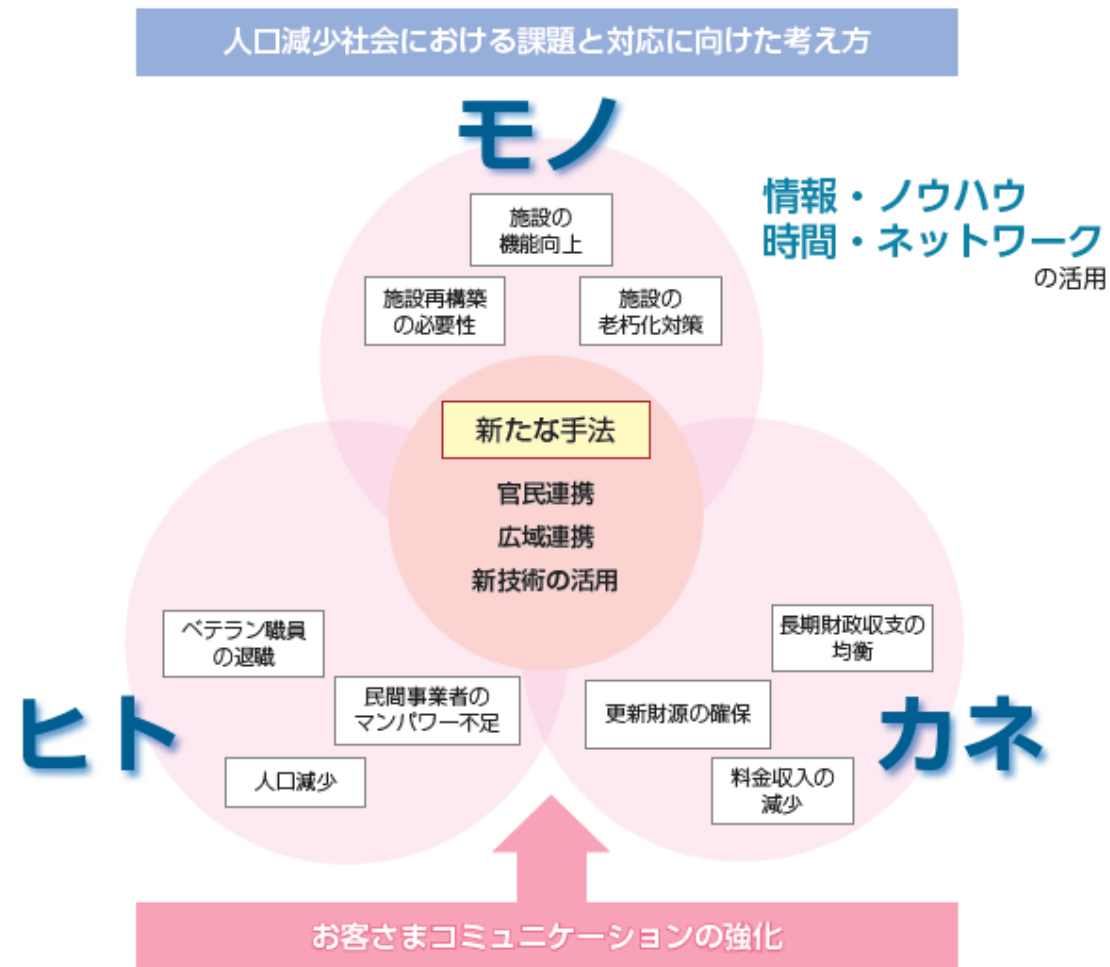 人口減少社会における課題と対応に向けた考え方
モノ
情報・ノウハウ
時間・ネットワーク
の活用
施設の
機能向上
施設再構築
の必要性
施設の
老朽化対策
新たな手法
官民連携
広域連携
新技術の活用
ヒト
ベテラン職員
の退職
民間事業者の
マンパワー不足
人口減少
カネ
長期財政収支の
均衡
更新財源の確保
料金収入の
減少
お客さまコミュニケーションの強化